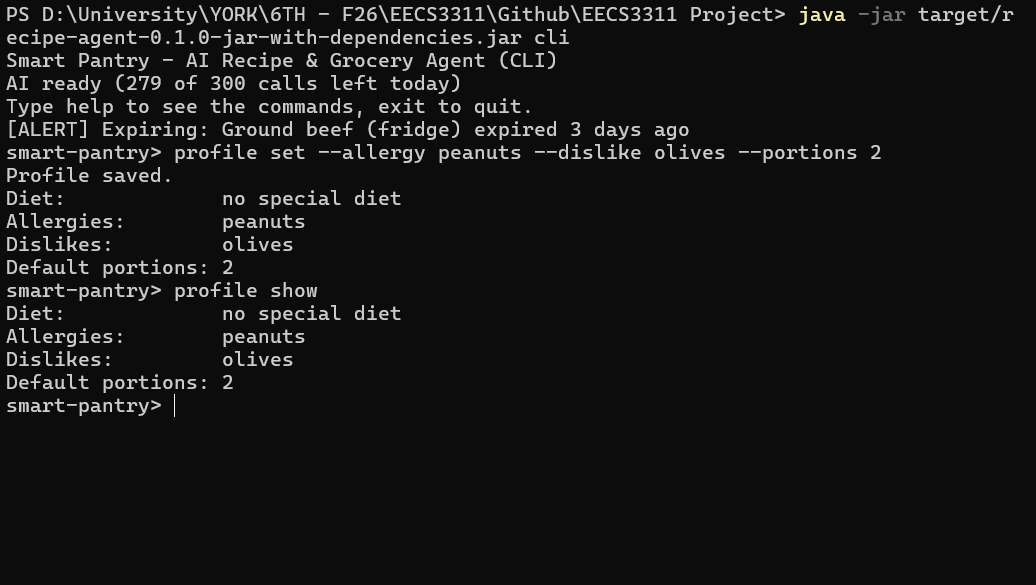 PS D:\University\YORK\6TH - F26\EECS3311\Github\EECS3311 Project> java -jar target/r
ecipe-agent-0.1.0-jar-with-dependencies.jar cli
Smart Pantry - AI Recipe & Grocery Agent (CLI)
AI ready (279 of 300 calls left today)
Type help to see the commands, exit to quit.
[ALERT] Expiring: Ground beef (fridge) expired 3 days ago
smart-pantry> profile set --allergy peanuts --dislike olives --portions 2
Profile saved.
Diet:             no special diet
Allergies:        peanuts
Dislikes:         olives
Default portions: 2
smart-pantry> profile show
Diet:             no special diet
Allergies:        peanuts
Dislikes:         olives
Default portions: 2
smart-pantry>